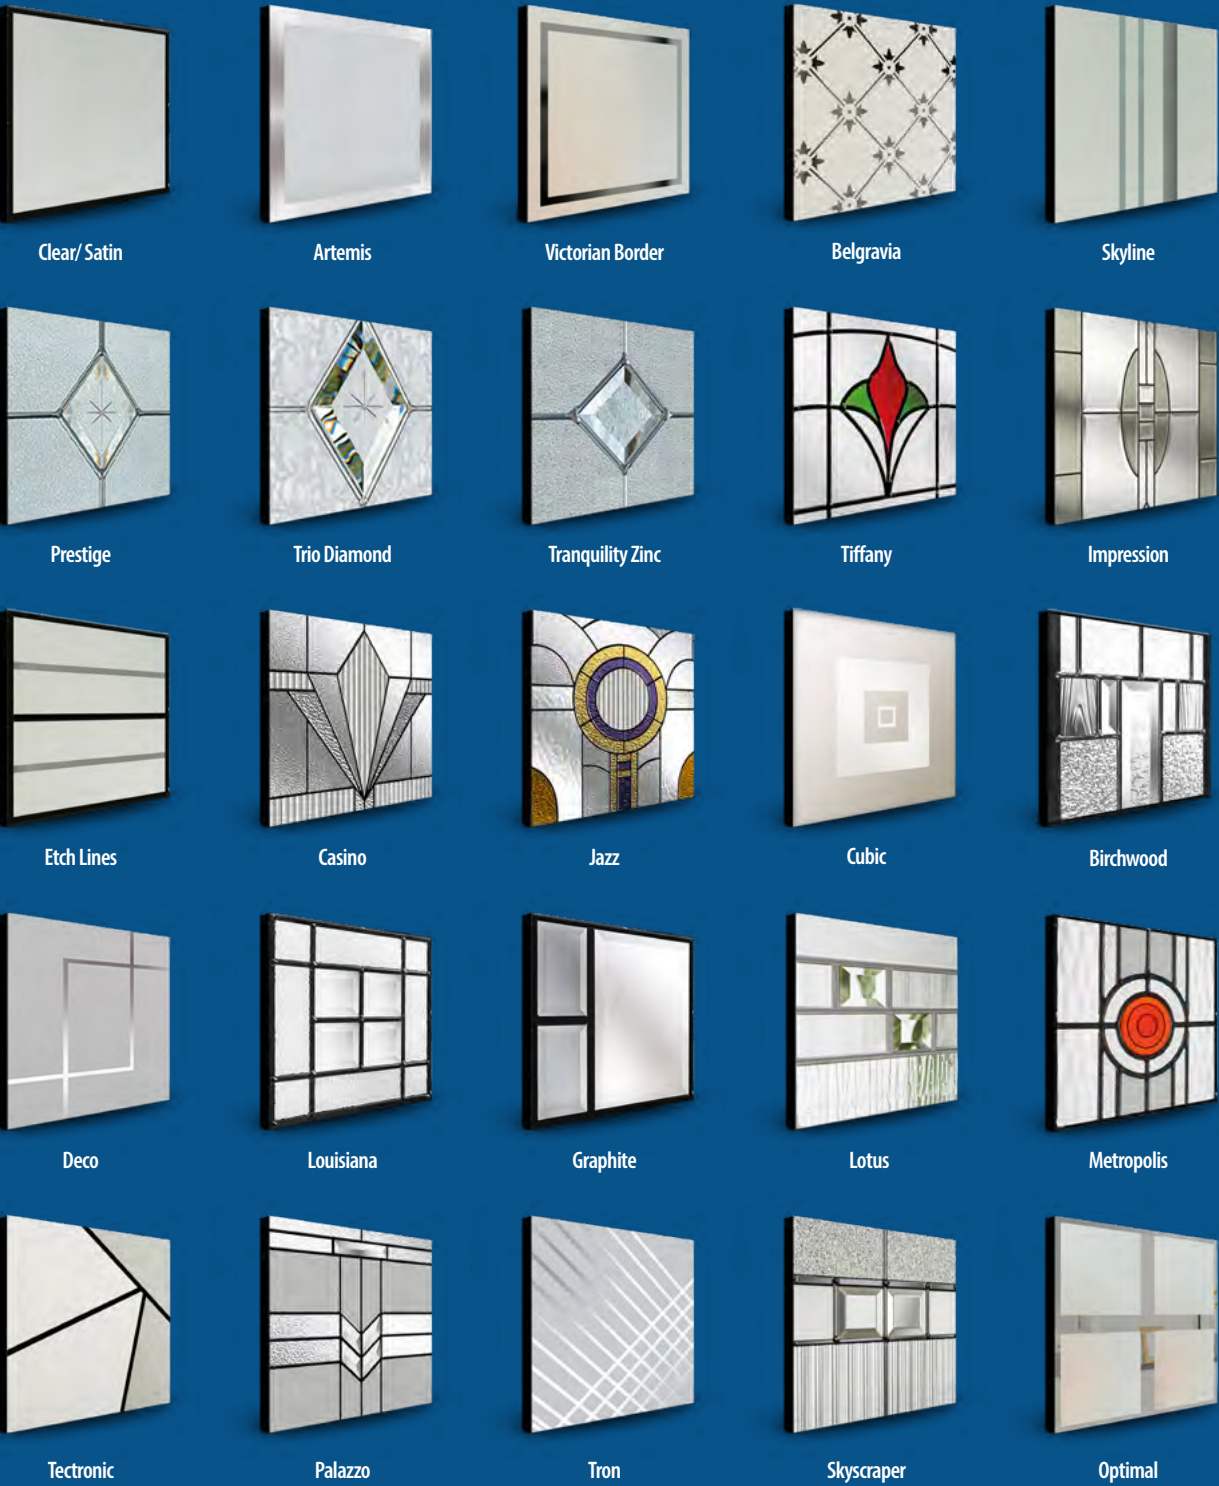 Clear/ Satin
Artemis
Victorian Border
Belgravia
Skyline
Prestige
Trio Diamond
Tranquility Zinc
Tiffany
Impression
Etch Lines
Casino
Jazz
Cubic
Birchwood
Deco
Louisiana
Graphite
Lotus
Metropolis
Tectronic
Palazzo
Tron
Skyscraper
Optimal